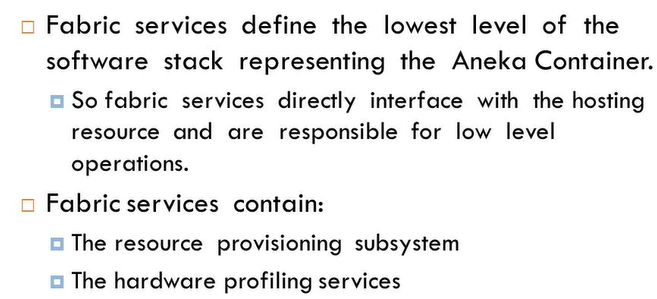 Fabric services define the lowest level of the
software stack representing the Aneka Container.
So fabric services directly interface with the hosting
resource and are responsible for low level
operations.
Fabric services contain:
The resource provisioning subsystem
The hardware profiling services